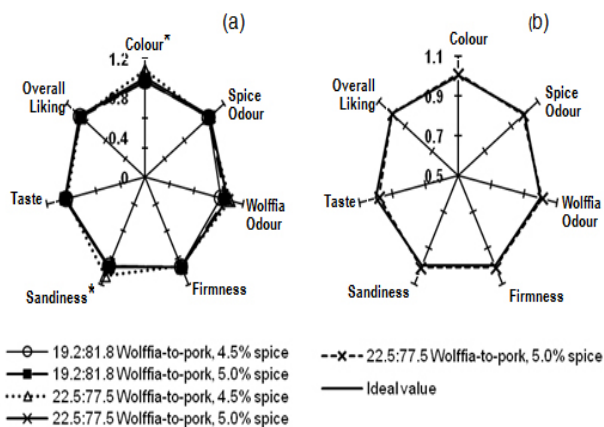 (a)
Colour*
1.2
0.8
0.4
0
Spice
Odour
Wolffia
Odour
Firmness
Sandiness*
Taste
Overall
Liking
(b)
Colour
1.1
0.9
0.7
0.5
Spice
Odour
Wolffia
Odour
Firmness
Sandiness
Taste
Overall
Liking
19.2:81.8 Wolffia-to-pork, 4.5% spice
19.2:81.8 Wolffia-to-pork, 5.0% spice
22.5:77.5 Wolffia-to-pork, 4.5% spice
22.5:77.5 Wolffia-to-pork, 5.0% spice
22.5:77.5 Wolffia-to-pork, 5.0% spice
Ideal value